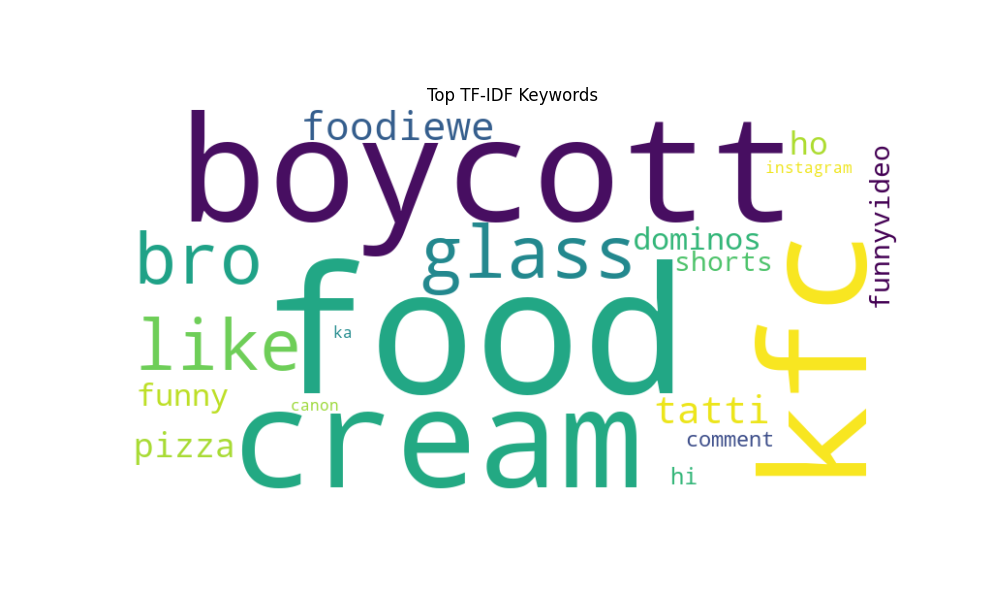 Top TF-IDF Keywords
foodiewe
boycott
ho
instagram
funnyvideo
bro
glass
dominos
shorts
kfc
food
like
ka
funny
canon
cream
tatti
pizza
comment
hi